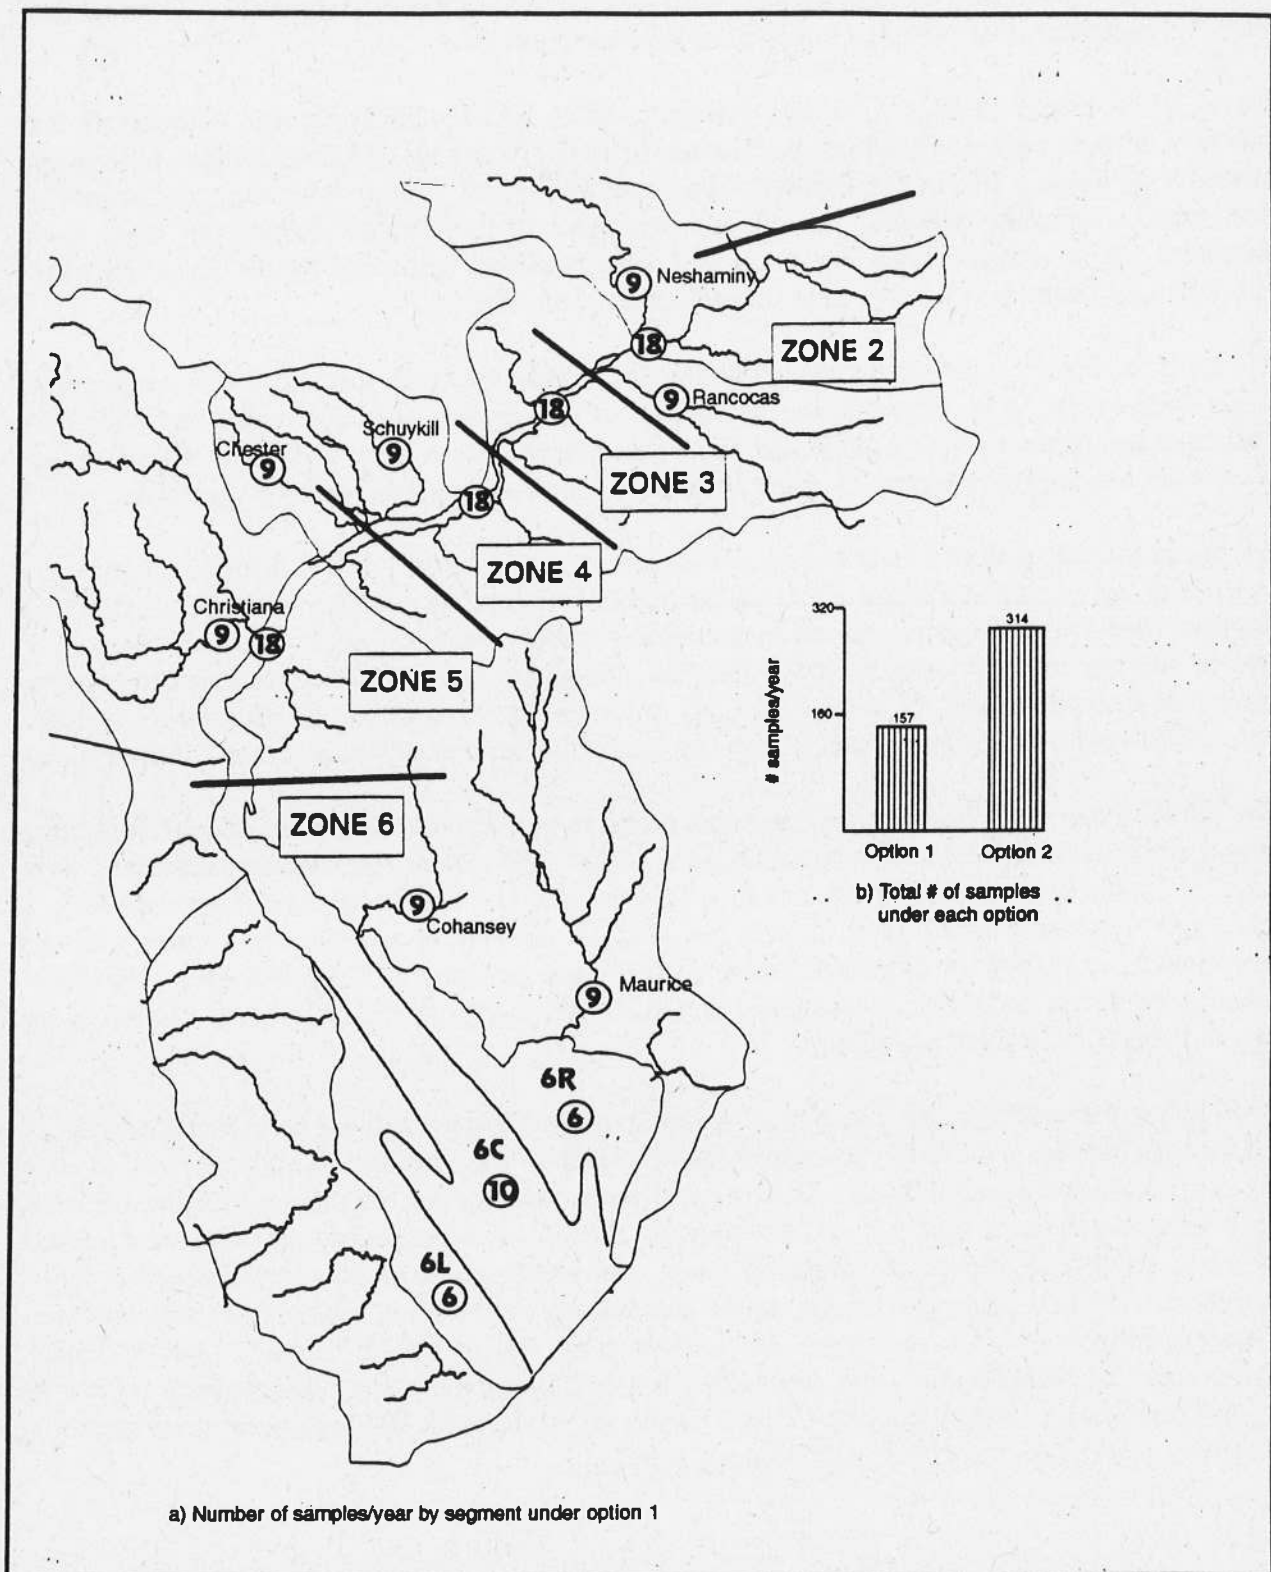 9 Neshaminy
18 ZONE 2
9 Rancocas
18
ZONE 3
Schuykill
9
Chester
9
18
ZONE 4
Christiana
9 18
ZONE 5
ZONE 6
9
Cohansey
Maurice
9
6R
6
6C
10
6L
6
320
314
# samples/year
160
157
Option 1 Option 2
b) Total # of samples
under each option
a) Number of samples/year by segment under option 1